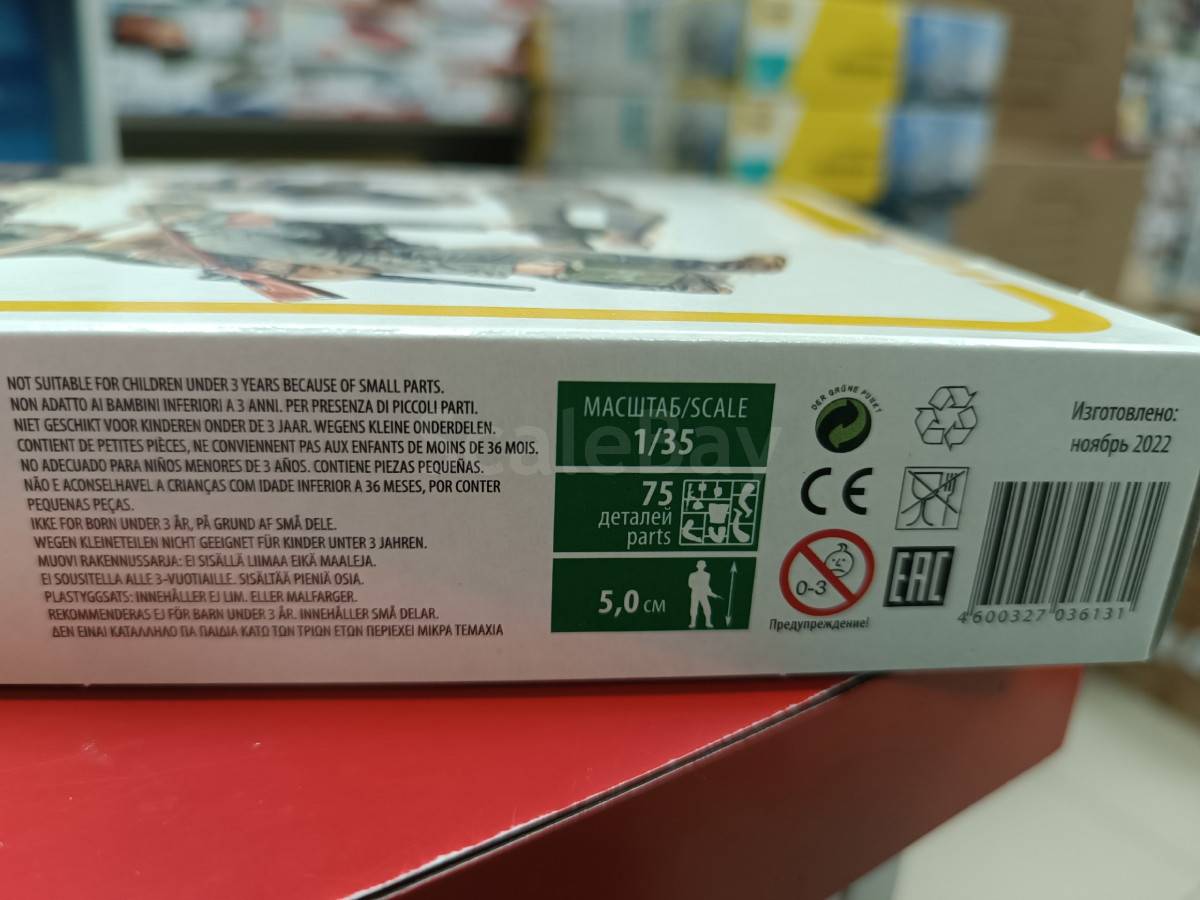 NOT SUITABLE FOR CHILDREN UNDER 3 YEARS BECAUSE OF SMALL PARTS.
NON ADATTO AI BAMBINI INFERIORI A 3 ANNI. PER PRESENZA DI PICCOLI PARTI.
NIET GESCHIKT VOOR KINDEREN ONDER DE 3 JAAR. WEGENS KLEINE ONDERDELEN.
CONTIENT DE PETITES PIÈCES, NE CONVIENNENT PAS AUX ENFANTS DE MOINS DE 36 MOIS.
NO ADECUADO PARA NIÑOS MENORES DE 3 AÑOS. CONTIENE PIEZAS PEQUEÑAS.
NÃO E ACONSELHAVEL A CRIANÇAS COM IDADE INFERIOR A 36 MESES, POR CONTER
PEQUENAS PEÇAS.
IKKE FOR BORN UNDER 3 ÅR, PÅ GRUND AF SMÅ DELE.
WEGEN KLEINETEILEN NICHT GEEIGNET FÜR KINDER UNTER 3 JAHREN.
MUOVI RAKENNUSSARJA: EI SISÄLLÄ LIIMAA EIKÄ MAALEJA.
EI SOUSITELLA ALLE 3-VUOTIAILLE. SISÄLTÄÄ PIENIÄ OSIA.
PLASTYGGSATS: INNEHÅLLER EJ LIM. ELLER MALFARGER.
REKOMMENDERAS EJ FÖR BARN UNDER 3 ÅR. INNEHÅLLER SMÅ DELAR.
ΔΕΝ ΕΙΝΑΙ ΚΑΤΑΛΛΗΛΟ ΓΙΑ ΠΑΙΔΙΑ ΚΑΤΩ ΤΩΝ ΤΡΙΩΝ ΕΤΩΝ ΠΕΡΙΕΧΕΙ ΜΙΚΡΑ ΤΕΜΑΧΙΑ
МАСШТАБ/SCALE
1/35
75
деталей
parts
5,0 СМ
DER GRÜNE PUNKT
CE
0-3
Предупреждение!
EAC
Изготовлено:
ноябрь 2022
4 600327 036131